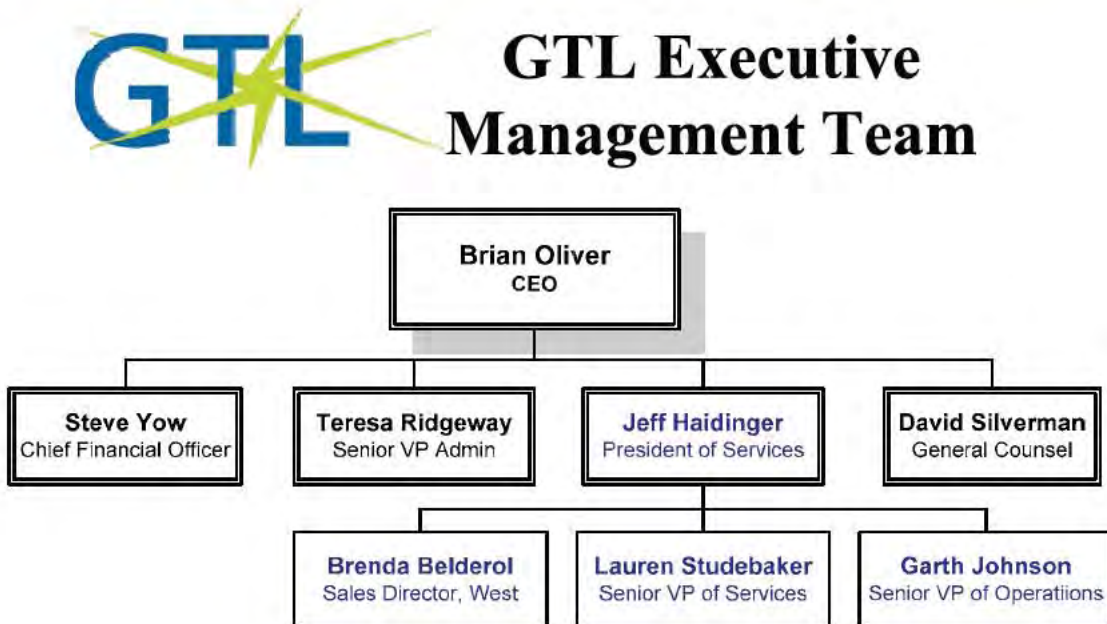 GTL
GTL Executive
Management Team
Brian Oliver
CEO
Steve Yow
Chief Financial Officer
Teresa Ridgeway
Senior VP Admin
Jeff Haidinger
President of Services
David Silverman
General Counsel
Brenda Belderol
Sales Director, West
Lauren Studebaker
Senior VP of Services
Garth Johnson
Senior VP of Operatiions